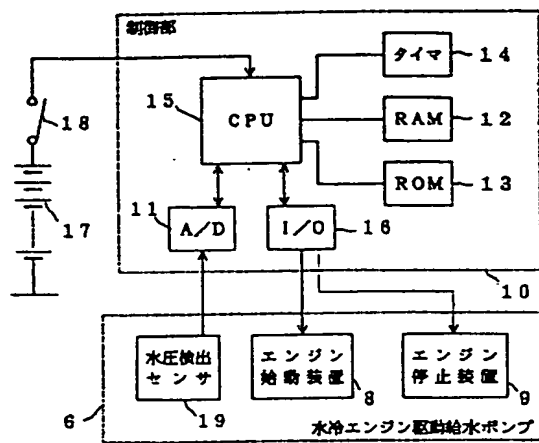 制御部
タイマ
14
15
CPU
RAM
12
18
ROM
13
11
A/D
I/O
16
17
10
水圧検出
センサ
エンジン
始動装置
エンジン
停止装置
6
19
8
9
水冷エンジン駆動給水ポンプ